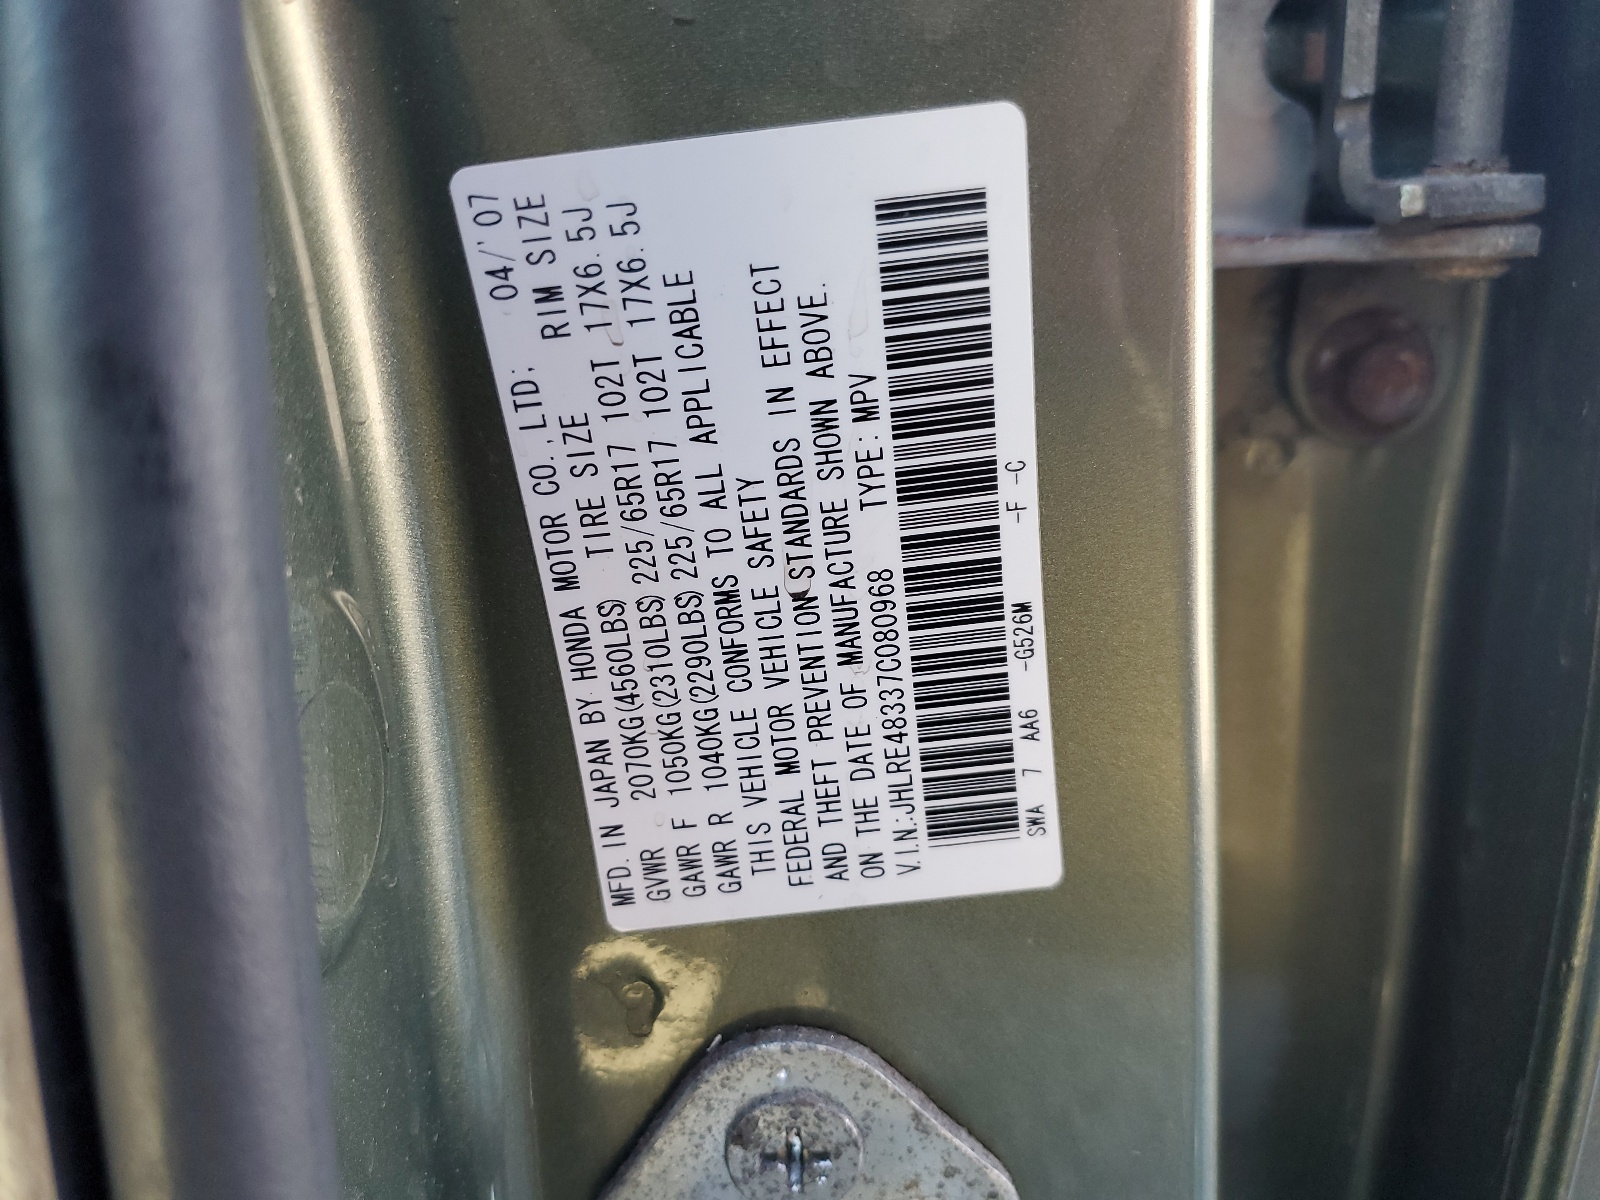 MFD. IN JAPAN BY HONDA MOTOR CO., LTD; 04/'07
GVWR 2070KG(4560LBS) TIRE SIZE RIM SIZE
GAWR F 1050KG(2310LBS) 225/65R17 102T 17X6.5J
GAWR R 1040KG(2290LBS) 225/65R17 102T 17X6.5J
THIS VEHICLE CONFORMS TO ALL APPLICABLE
FEDERAL MOTOR VEHICLE SAFETY
AND THEFT PREVENTION STANDARDS IN EFFECT
ON THE DATE OF MANUFACTURE SHOWN ABOVE.
V.I.N.:JHLRE48337C080968 TYPE:MPV
SWA 7 AA6 -G526M -F -C